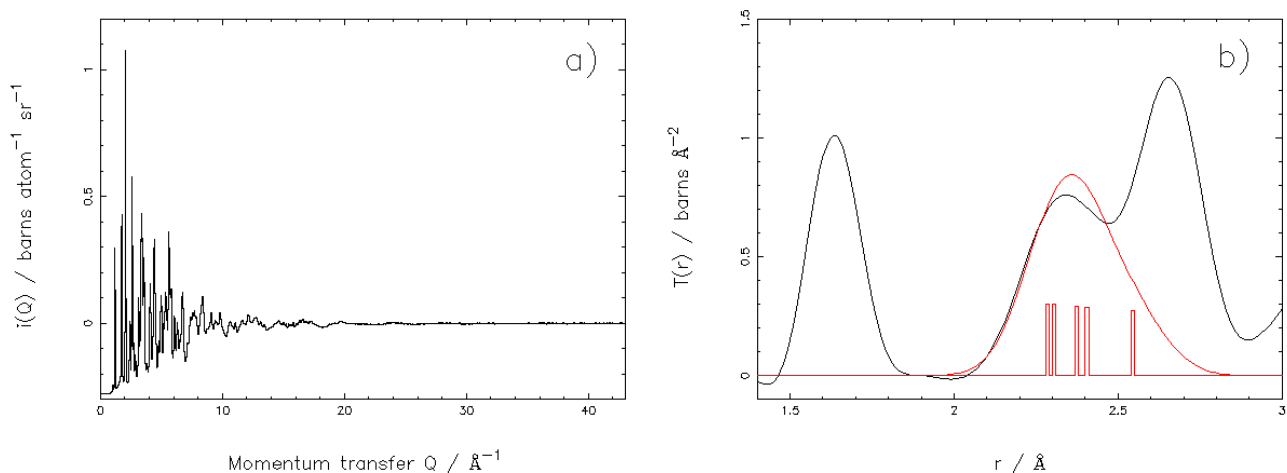 a)
i(Q) / barns atom⁻¹ sr⁻¹
1
0.5
0
0 10 20 30 40
Momentum transfer Q / Å⁻¹
b)
T(r) / barns Å⁻²
1.5
1
0.5
0
1.5 2 2.5 3
r / Å